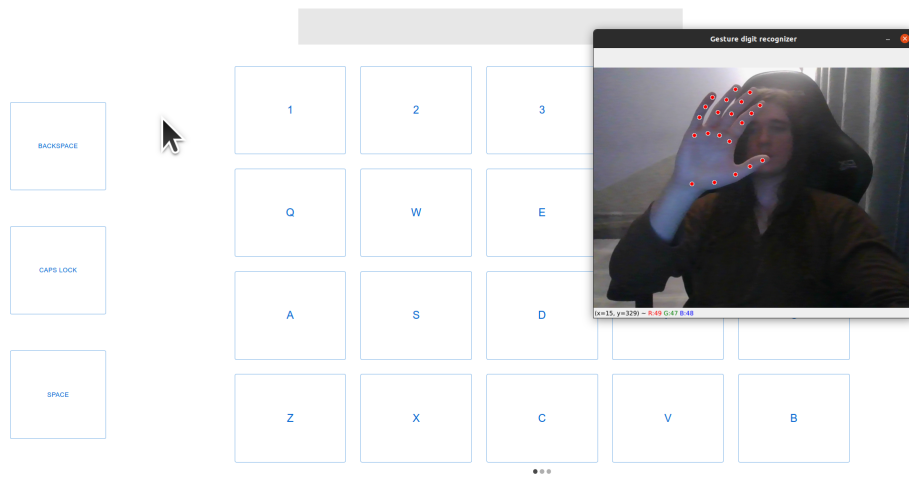 Gesture digit recognizer
1 2 3
BACKSPACE
Q W E
CAPS LOCK
A S D
(x=15, y=329) ~ R:49 G:47 B:48
SPACE
Z X C V B